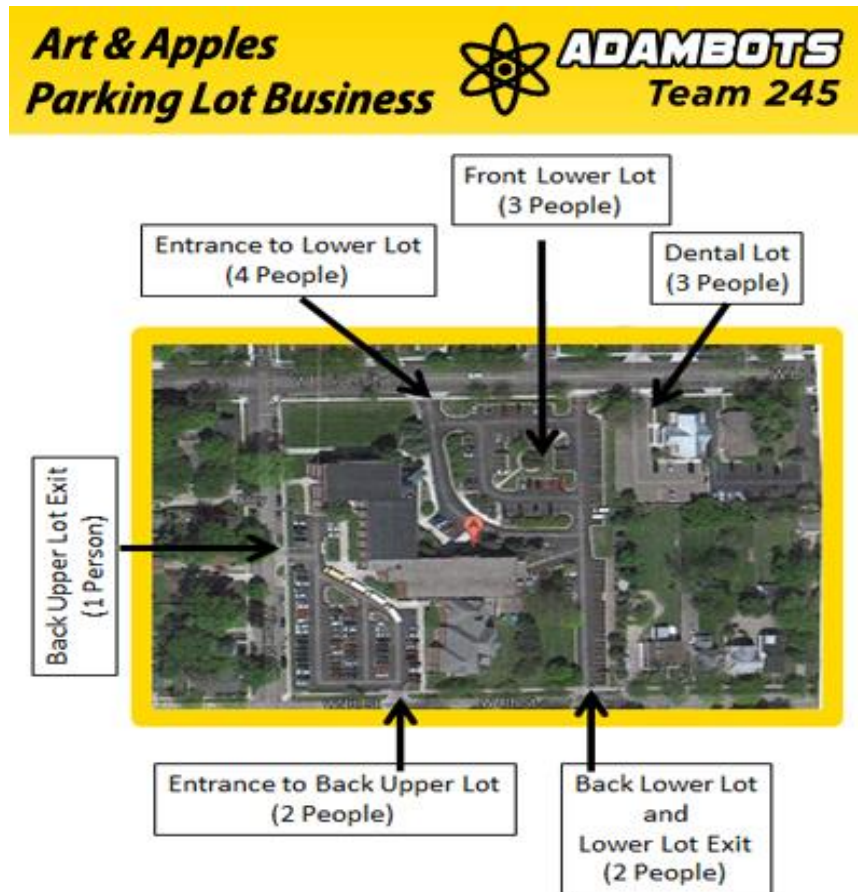 Art & Apples
Parking Lot Business
ADAMBOTS
Team 245
Front Lower Lot
(3 People)
Entrance to Lower Lot
(4 People)
Dental Lot
(3 People)
Back Upper Lot Exit
(1 Person)
A
Entrance to Back Upper Lot
(2 People)
Back Lower Lot
and
Lower Lot Exit
(2 People)